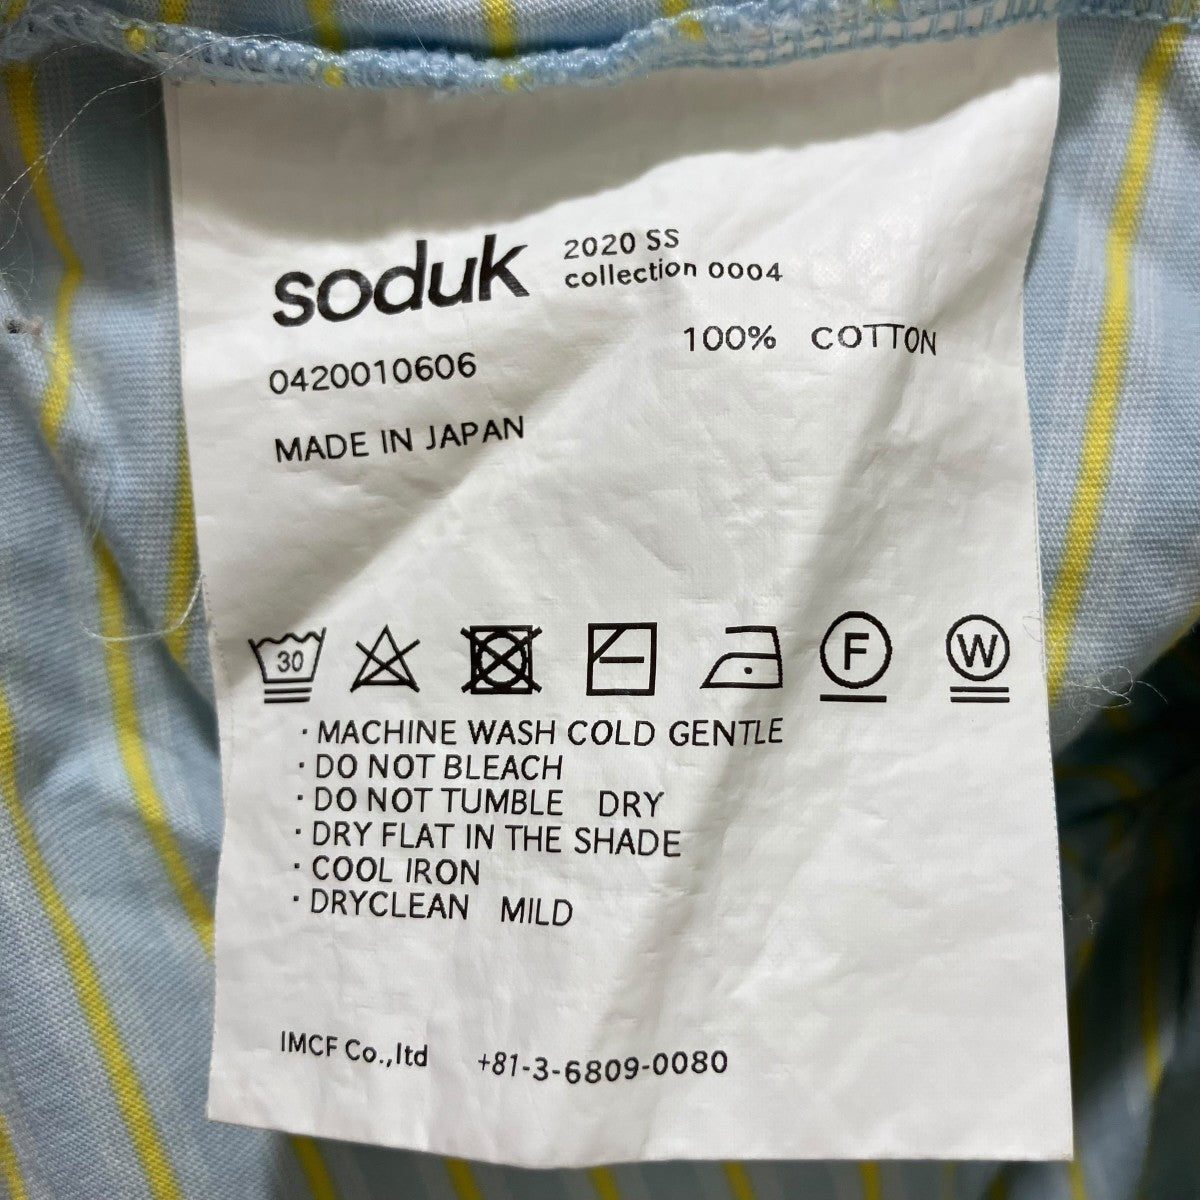 soduk
2020 SS
collection 0004
100% COTTON
0420010606
MADE IN JAPAN
30
F
W
· MACHINE WASH COLD GENTLE
· DO NOT BLEACH
· DO NOT TUMBLE DRY
· DRY FLAT IN THE SHADE
· COOL IRON
· DRYCLEAN MILD
IMCF Co.,ltd +81-3-6809-0080